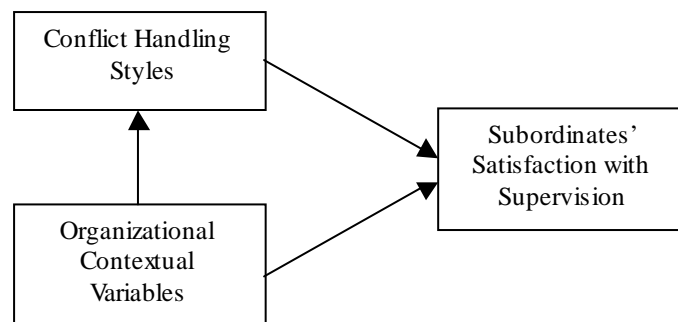 Conflict Handling
Styles
Subordinates’
Satisfaction with
Supervision
Organizational
Contextual
Variables